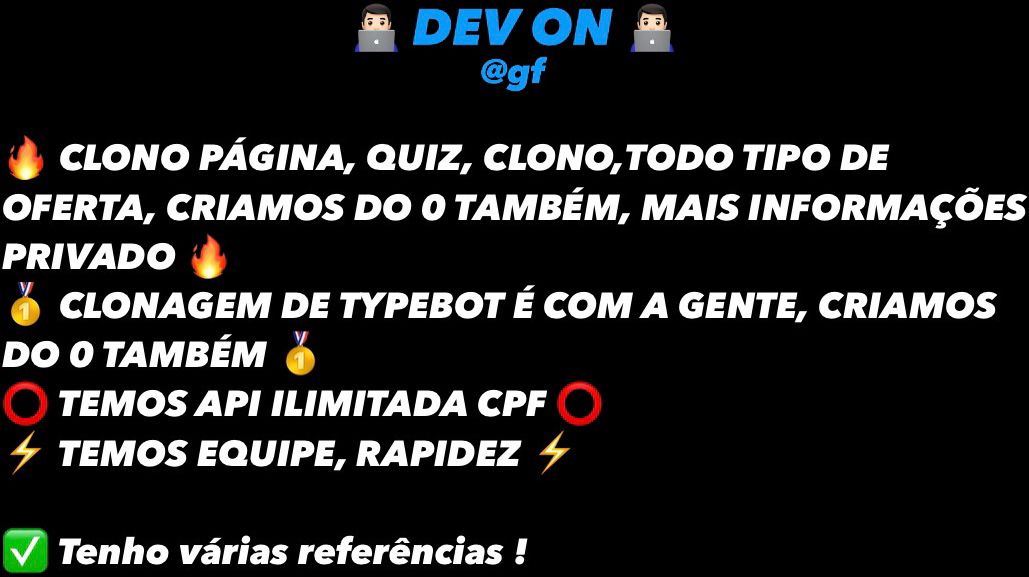 DEV ON
@gf
🔥 CLONO PÁGINA, QUIZ, CLONO,TODO TIPO DE
OFERTA, CRIAMOS DO 0 TAMBÉM, MAIS INFORMAÇÕES
PRIVADO 🔥
🥇 CLONAGEM DE TYPEBOT É COM A GENTE, CRIAMOS
DO 0 TAMBÉM 🥇
⭕ TEMOS API ILIMITADA CPF ⭕
⚡ TEMOS EQUIPE, RAPIDEZ ⚡
✅ Tenho várias referências !